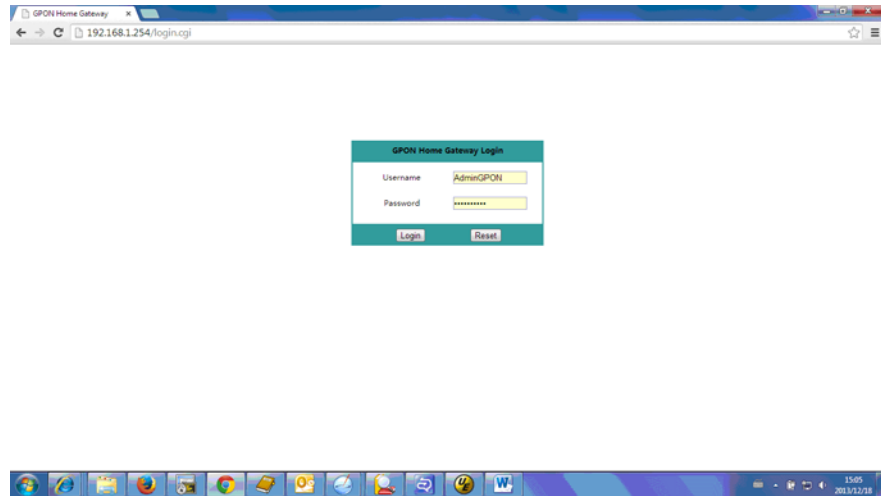 GPON Home Gateway
192.168.1.254/login.cgi
GPON Home Gateway Login
Username AdminGPON
Password ••••••••••
Login Reset
15:05
2013/12/18